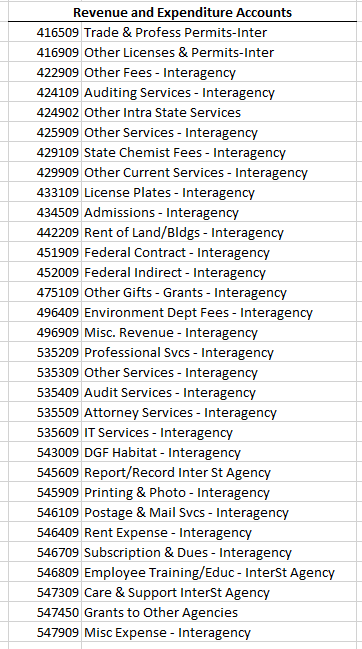 Revenue and Expenditure Accounts
416509 Trade & Profess Permits-Inter
416909 Other Licenses & Permits-Inter
422909 Other Fees - Interagency
424109 Auditing Services - Interagency
424902 Other Intra State Services
425909 Other Services - Interagency
429109 State Chemist Fees - Interagency
429909 Other Current Services - Interagency
433109 License Plates - Interagency
434509 Admissions - Interagency
442209 Rent of Land/Bldgs - Interagency
451909 Federal Contract - Interagency
452009 Federal Indirect - Interagency
475109 Other Gifts - Grants - Interagency
496409 Environment Dept Fees - Interagency
496909 Misc. Revenue - Interagency
535209 Professional Svcs - Interagency
535309 Other Services - Interagency
535409 Audit Services - Interagency
535509 Attorney Services - Interagency
535609 IT Services - Interagency
543009 DGF Habitat - Interagency
545609 Report/Record Inter St Agency
545909 Printing & Photo - Interagency
546109 Postage & Mail Svcs - Interagency
546409 Rent Expense - Interagency
546709 Subscription & Dues - Interagency
546809 Employee Training/Educ - InterSt Agency
547309 Care & Support InterSt Agency
547450 Grants to Other Agencies
547909 Misc Expense - Interagency